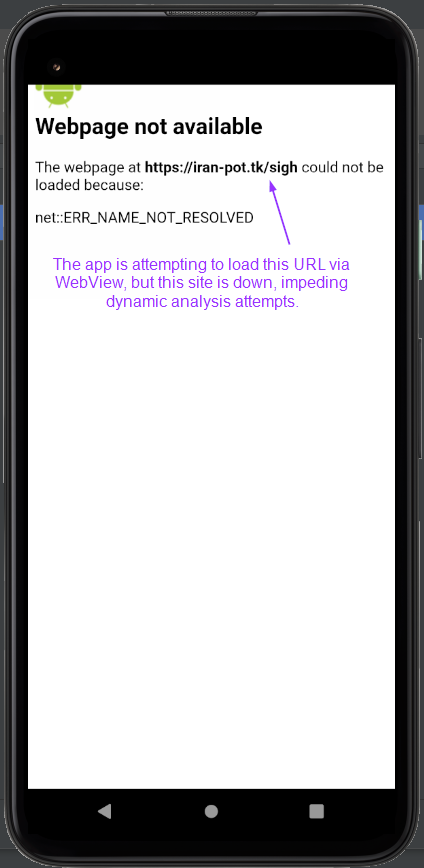 Webpage not available
The webpage at https://iran-pot.tk/sigh could not be
loaded because:
net::ERR_NAME_NOT_RESOLVED
The app is attempting to load this URL via
WebView, but this site is down, impeding
dynamic analysis attempts.